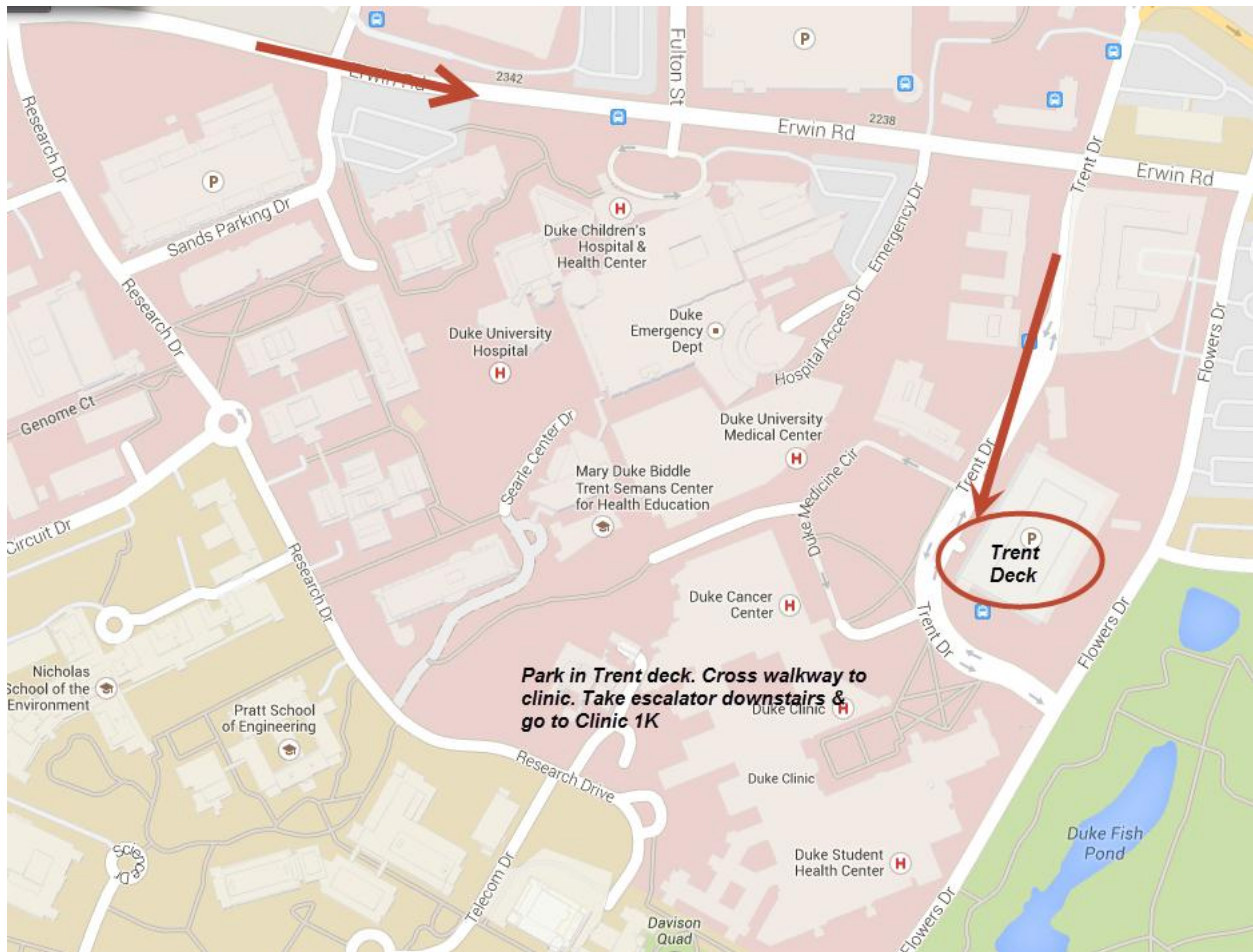 P
Fulton St
Erwin Rd
2342
2238
Erwin Rd
Trent Dr
Erwin Rd
Research Dr
P
Sands Parking Dr
H
Duke Children's
Hospital &
Health Center
Emergency Dr
Duke
Emergency
Dept
Hospital Access Dr
Flowers Dr
Research Dr
Duke University
Hospital
H
Genome Ct
Duke University
Medical Center
H
Searle Center Dr
Mary Duke Biddle
Trent Semans Center
for Health Education
Duke Medicine Cir
Trent Dr
P
Trent
Deck
Circuit Dr
Research Dr
Duke Cancer
Center
H
Trent Dr
Flowers Dr
Nicholas
School of the
Environment
Pratt School
of Engineering
Park in Trent deck. Cross walkway to
clinic. Take escalator downstairs &
go to Clinic 1K
Duke Clinic
H
Research Drive
Duke Clinic
Duke Fish
Pond
Science Dr
Telecom Dr
Duke Student
Health Center
H
Davison
Quad
Flowers Dr